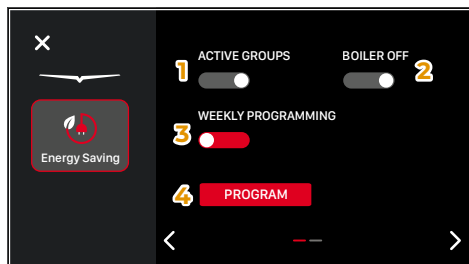 ACTIVE GROUPS
BOILER OFF
1
2
WEEKLY PROGRAMMING
3
Energy Saving
4
PROGRAM